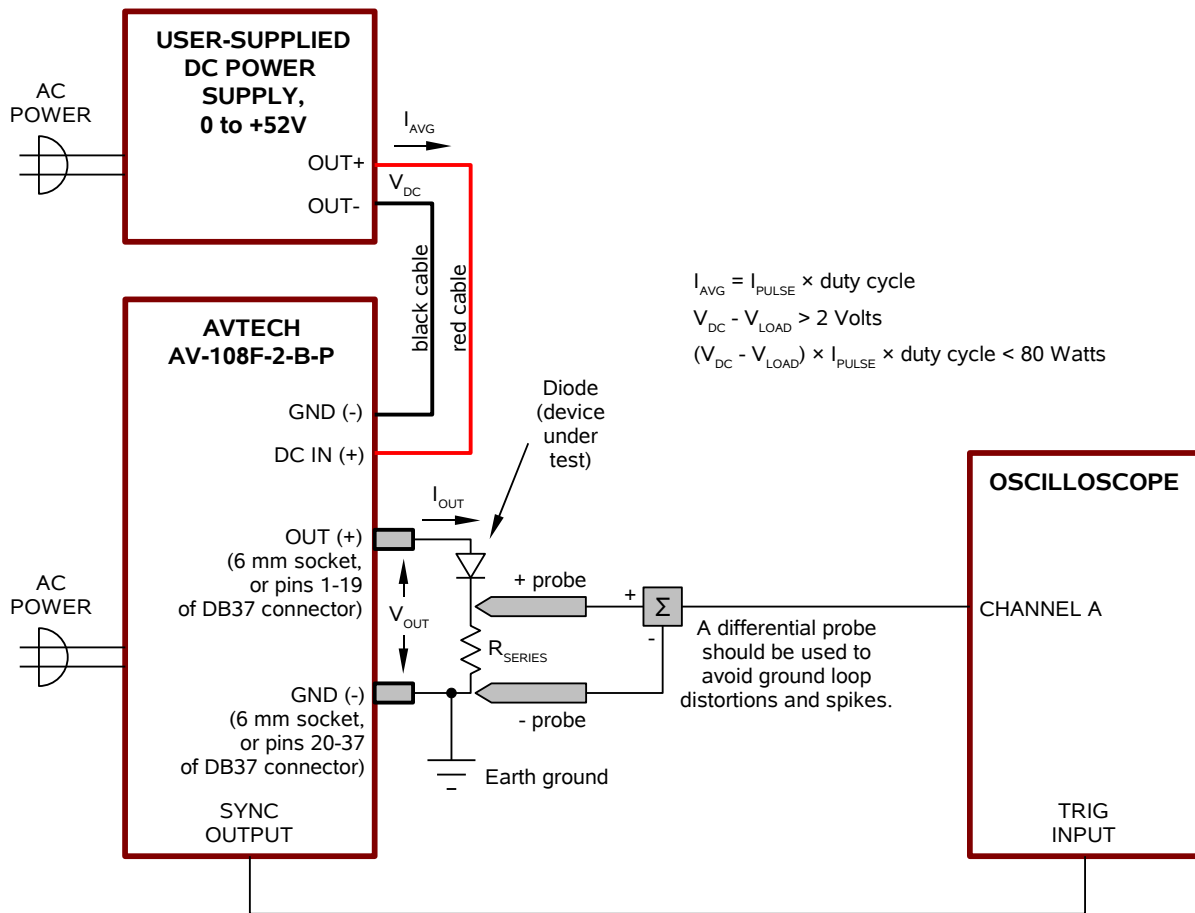 USER-SUPPLIED
DC POWER
SUPPLY,
0 to +52V
AC
POWER
I_AVG
OUT+
V_DC
OUT-
black cable
red cable
I_AVG = I_PULSE × duty cycle
V_DC - V_LOAD > 2 Volts
(V_DC - V_LOAD) × I_PULSE × duty cycle < 80 Watts
AVTECH
AV-108F-2-B-P
GND (-)
DC IN (+)
Diode
(device
under
test)
I_OUT
OUT (+)
(6 mm socket,
or pins 1-19
of DB37 connector)
AC
POWER
V_OUT
+ probe
+
Σ
-
R_SERIES
- probe
A differential probe
should be used to
avoid ground loop
distortions and spikes.
GND (-)
(6 mm socket,
or pins 20-37
of DB37 connector)
Earth ground
SYNC
OUTPUT
OSCILLOSCOPE
CHANNEL A
TRIG
INPUT